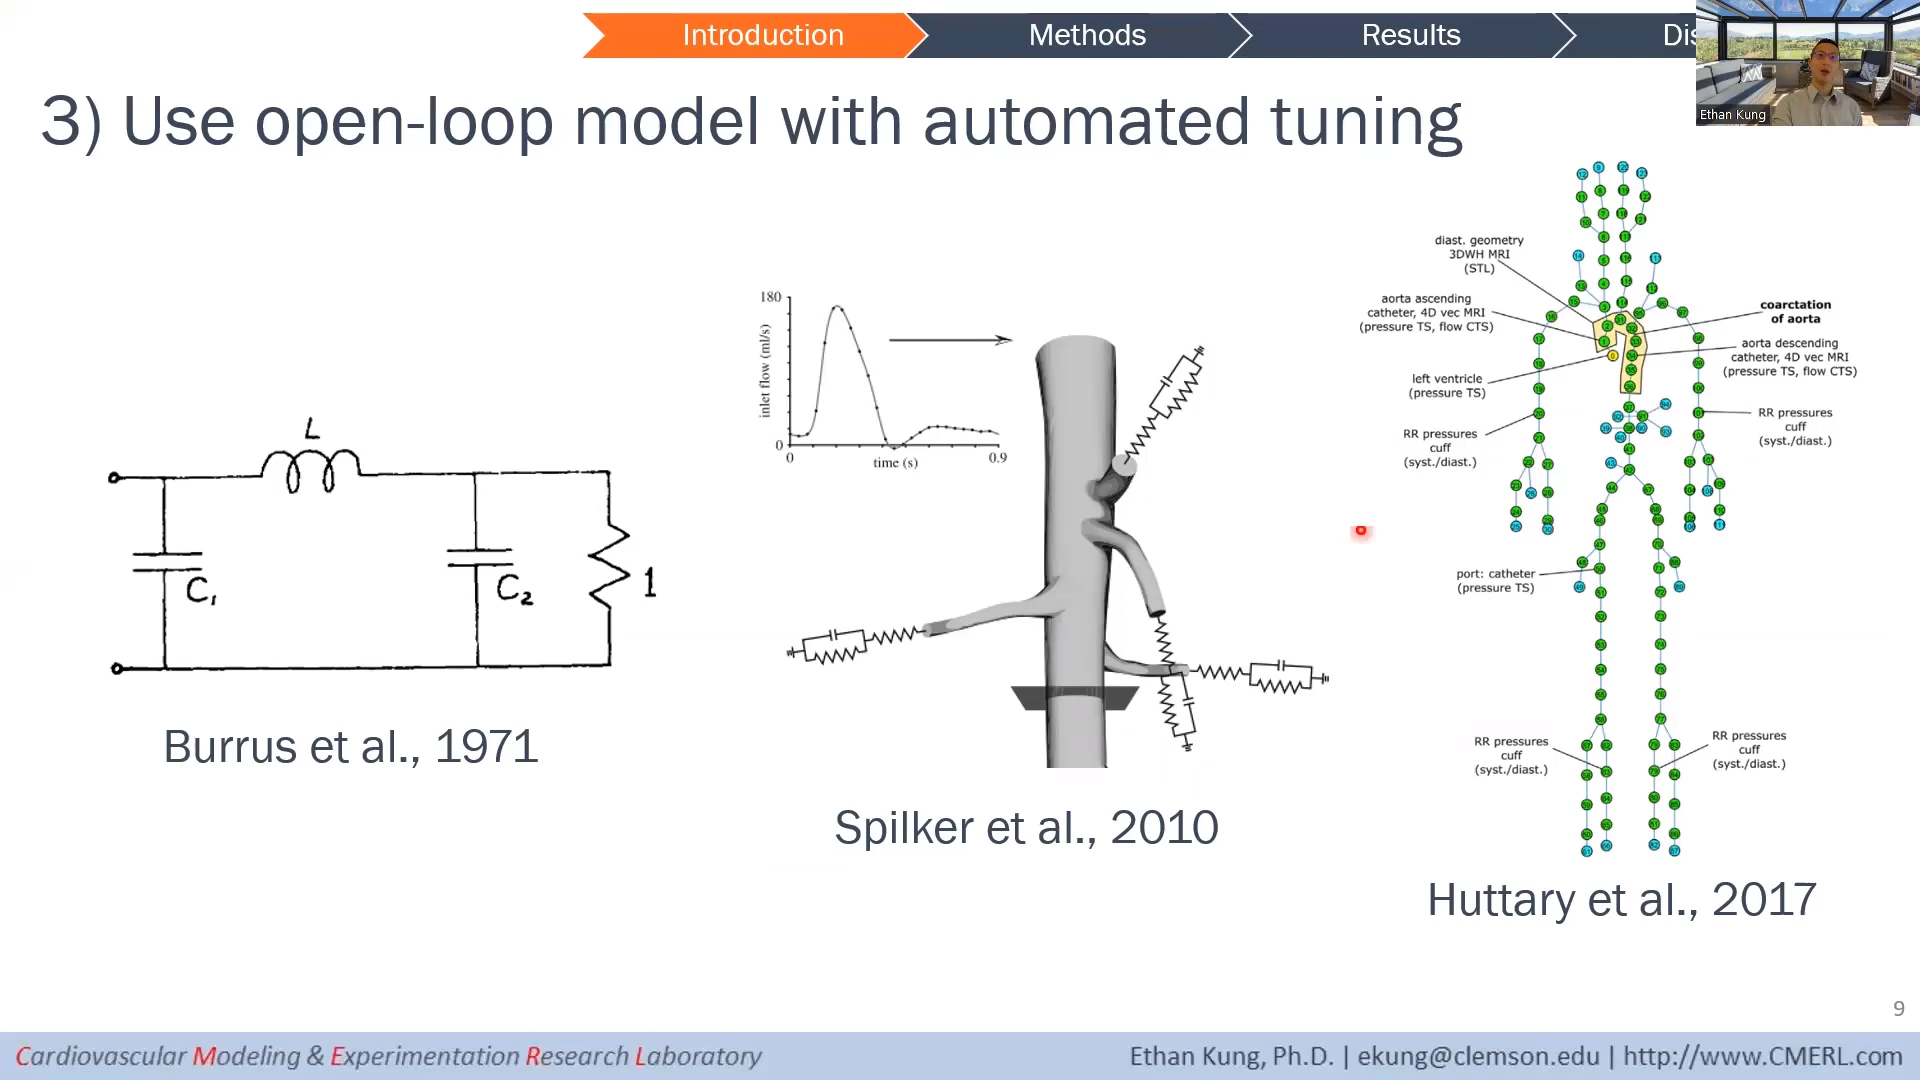 Introduction
Methods
Results
Dis
Ethan Kung
3) Use open-loop model with automated tuning
L
C₁
C₂
1
Burrus et al., 1971
180
inlet flow (ml/s)
0
0
time (s)
0.9
Spilker et al., 2010
diast. geometry
3DWH MRI
(STL)
aorta ascending
catheter, 4D vec MRI
(pressure TS, flow CTS)
left ventricle
(pressure TS)
RR pressures
cuff
(syst./diast.)
port: catheter
(pressure TS)
RR pressures
cuff
(syst./diast.)
coarctation
of aorta
aorta descending
catheter, 4D vec MRI
(pressure TS, flow CTS)
RR pressures
cuff
(syst./diast.)
RR pressures
cuff
(syst./diast.)
Huttary et al., 2017
9
Cardiovascular Modeling & Experimentation Research Laboratory
Ethan Kung, Ph.D. | ekung@clemson.edu | http://www.CMERL.com